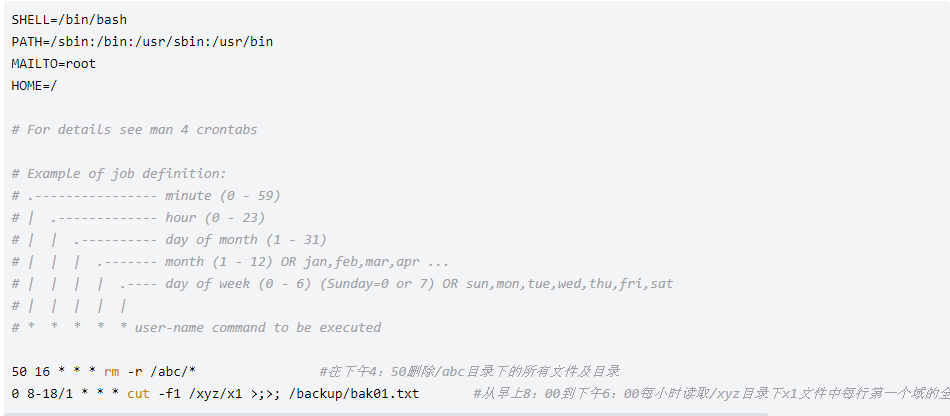 SHELL=/bin/bash
PATH=/sbin:/bin:/usr/sbin:/usr/bin
MAILTO=root
HOME=/
# For details see man 4 crontabs
# Example of job definition:
# .---------------- minute (0 - 59)
# |  .------------- hour (0 - 23)
# |  |  .---------- day of month (1 - 31)
# |  |  |  .------- month (1 - 12) OR jan,feb,mar,apr ...
# |  |  |  |  .---- day of week (0 - 6) (Sunday=0 or 7) OR sun,mon,tue,wed,thu,fri,sat
# |  |  |  |  |
# *  *  *  *  * user-name command to be executed
50 16 * * * rm -r /abc/* #在下午4：50删除/abc目录下的所有文件及目录
0 8-18/1 * * * cut -f1 /xyz/x1 >;>; /backup/bak01.txt #从早上8：00到下午6：00每小时读取/xyz目录下x1文件中每行第一个域的